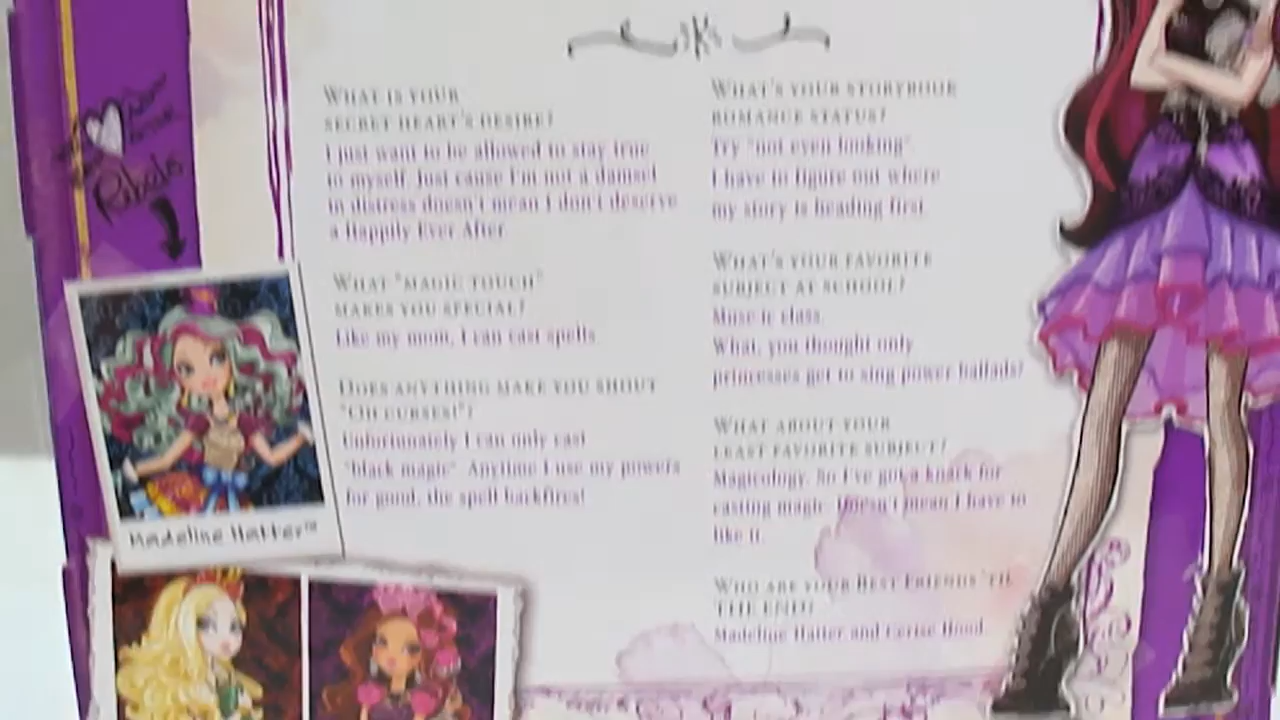 Rebels
WHAT IS YOUR
SECRET HEART'S DESIRE?
I just want to be allowed to stay true
to myself. Just cause I'm not a damsel
in distress doesn't mean I don't deserve
a Happily Ever After.
WHAT "MAGIC TOUCH"
MAKES YOU SPECIAL?
Like my mom, I can cast spells.
DOES ANYTHING MAKE YOU SHOUT
"OH CURSES!"?
Unfortunately I can only cast
"black magic". Anytime I use my powers
for good, the spell backfires!
Madeline Hatter™
WHAT'S YOUR STORYBOOK
ROMANCE STATUS?
Try "not even looking".
I have to figure out where
my story is heading first.
WHAT'S YOUR FAVORITE
SUBJECT AT SCHOOL?
Muse-ic class.
What, you thought only
princesses get to sing power ballads?
WHAT ABOUT YOUR
LEAST FAVORITE SUBJECT?
Magicology. So I've got a knack for
casting magic. Doesn't mean I have to
like it.
WHO ARE YOUR BEST FRIENDS 'TIL
THE END?
Madeline Hatter and Cerise Hood.